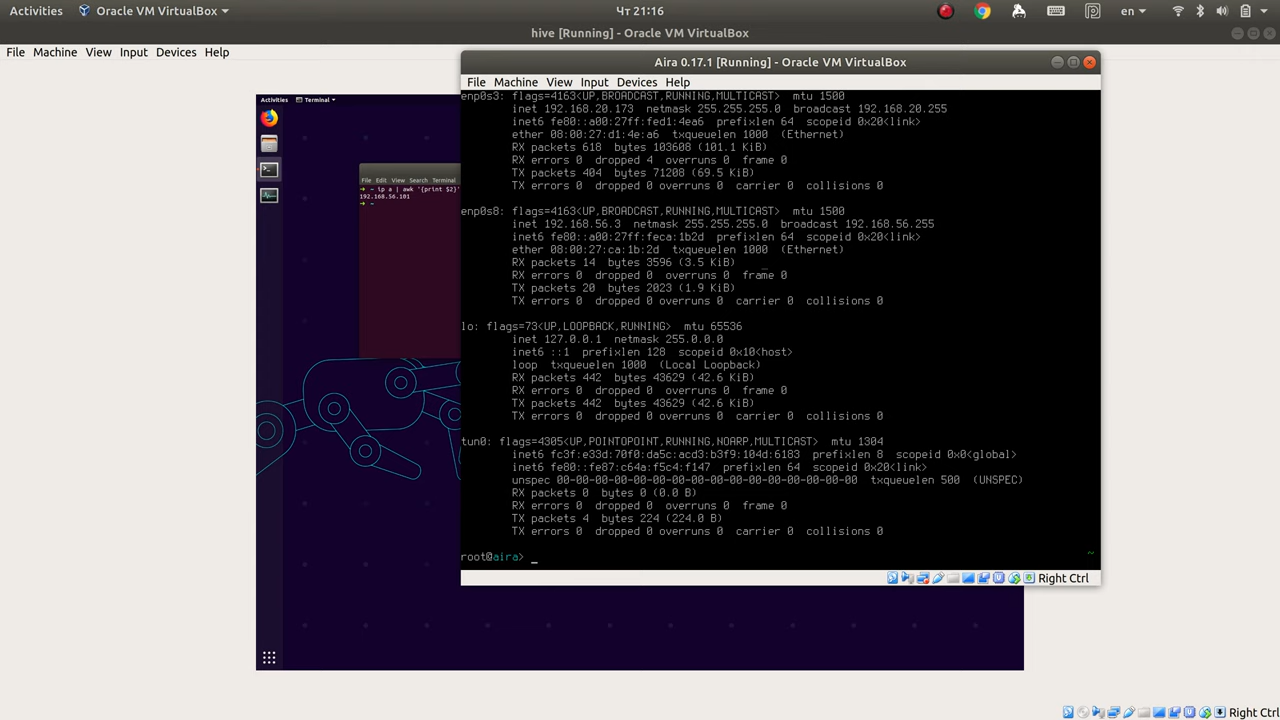 Activities Oracle VM VirtualBox Чт 21:16 en
hive [Running] - Oracle VM VirtualBox
File Machine View Input Devices Help
Aira 0.17.1 [Running] - Oracle VM VirtualBox
File Machine View Input Devices Help
Activities Terminal
File Edit View Search Terminal
➜ ~ ip a | awk '{print $2}'
192.168.56.101
➜ ~
enp0s3: flags=4163<UP,BROADCAST,RUNNING,MULTICAST> mtu 1500
inet 192.168.20.173 netmask 255.255.255.0 broadcast 192.168.20.255
inet6 fe80::a00:27ff:fed1:4ea6 prefixlen 64 scopeid 0x20<link>
ether 08:00:27:d1:4e:a6 txqueuelen 1000 (Ethernet)
RX packets 618 bytes 103608 (101.1 KiB)
RX errors 0 dropped 4 overruns 0 frame 0
TX packets 404 bytes 71208 (69.5 KiB)
TX errors 0 dropped 0 overruns 0 carrier 0 collisions 0
enp0s8: flags=4163<UP,BROADCAST,RUNNING,MULTICAST> mtu 1500
inet 192.168.56.3 netmask 255.255.255.0 broadcast 192.168.56.255
inet6 fe80::a00:27ff:feca:1b2d prefixlen 64 scopeid 0x20<link>
ether 08:00:27:ca:1b:2d txqueuelen 1000 (Ethernet)
RX packets 14 bytes 3596 (3.5 KiB)
RX errors 0 dropped 0 overruns 0 frame 0
TX packets 20 bytes 2023 (1.9 KiB)
TX errors 0 dropped 0 overruns 0 carrier 0 collisions 0
lo: flags=73<UP,LOOPBACK,RUNNING> mtu 65536
inet 127.0.0.1 netmask 255.0.0.0
inet6 ::1 prefixlen 128 scopeid 0x10<host>
loop txqueuelen 1000 (Local Loopback)
RX packets 442 bytes 43629 (42.6 KiB)
RX errors 0 dropped 0 overruns 0 frame 0
TX packets 442 bytes 43629 (42.6 KiB)
TX errors 0 dropped 0 overruns 0 carrier 0 collisions 0
tun0: flags=4305<UP,POINTOPOINT,RUNNING,NOARP,MULTICAST> mtu 1304
inet6 fc3f:e33d:70f0:da5c:acd3:b3f9:104d:6183 prefixlen 8 scopeid 0x0<global>
inet6 fe80::fe87:c64a:f5c4:f147 prefixlen 64 scopeid 0x20<link>
unspec 00-00-00-00-00-00-00-00-00-00-00-00-00-00-00-00 txqueuelen 500 (UNSPEC)
RX packets 0 bytes 0 (0.0 B)
RX errors 0 dropped 0 overruns 0 frame 0
TX packets 4 bytes 224 (224.0 B)
TX errors 0 dropped 0 overruns 0 carrier 0 collisions 0
root@aira> _ ~
Right Ctrl
Right Ctrl